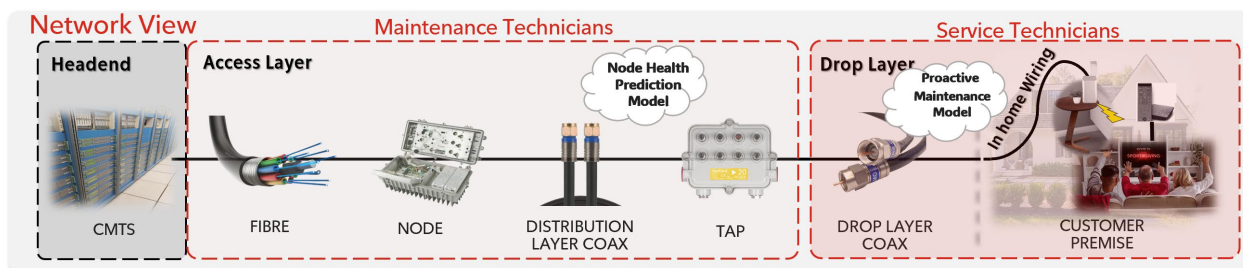 Network View
Maintenance Technicians
Service Technicians
Headend
Access Layer
Node Health
Prediction
Model
Drop Layer
Proactive
Maintenance
Model
In home Wiring
CMTS
FIBRE
NODE
DISTRIBUTION
LAYER COAX
TAP
DROP LAYER
COAX
CUSTOMER
PREMISE